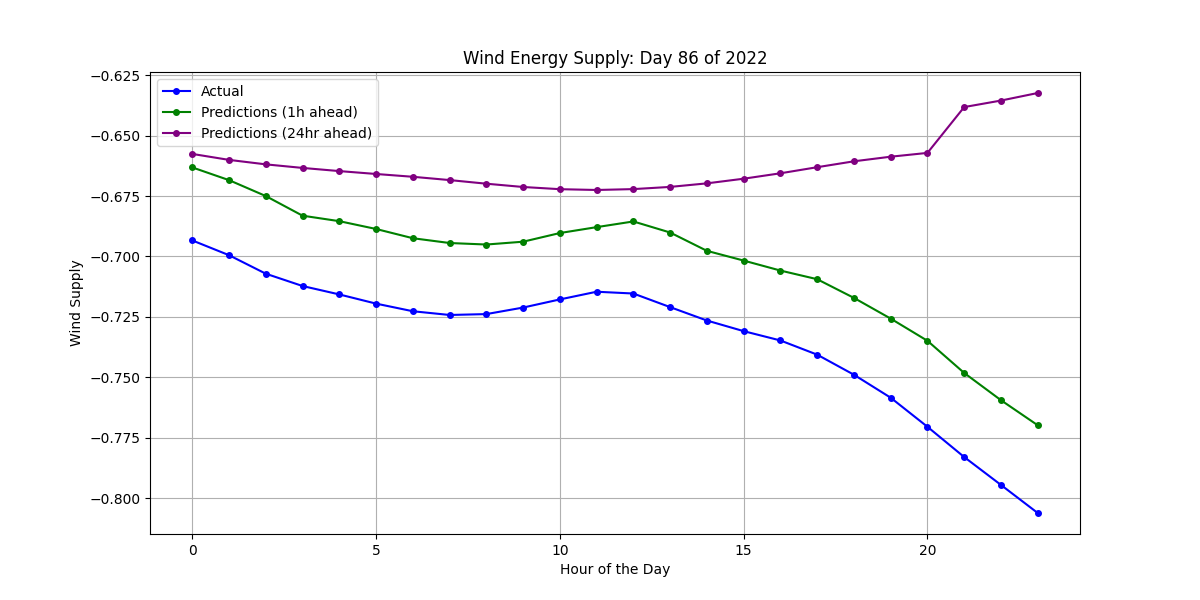 Wind Energy Supply: Day 86 of 2022
Actual
Predictions (1h ahead)
Predictions (24hr ahead)
−0.625
−0.650
−0.675
−0.700
−0.725
−0.750
−0.775
−0.800
Wind Supply
0 5 10 15 20
Hour of the Day